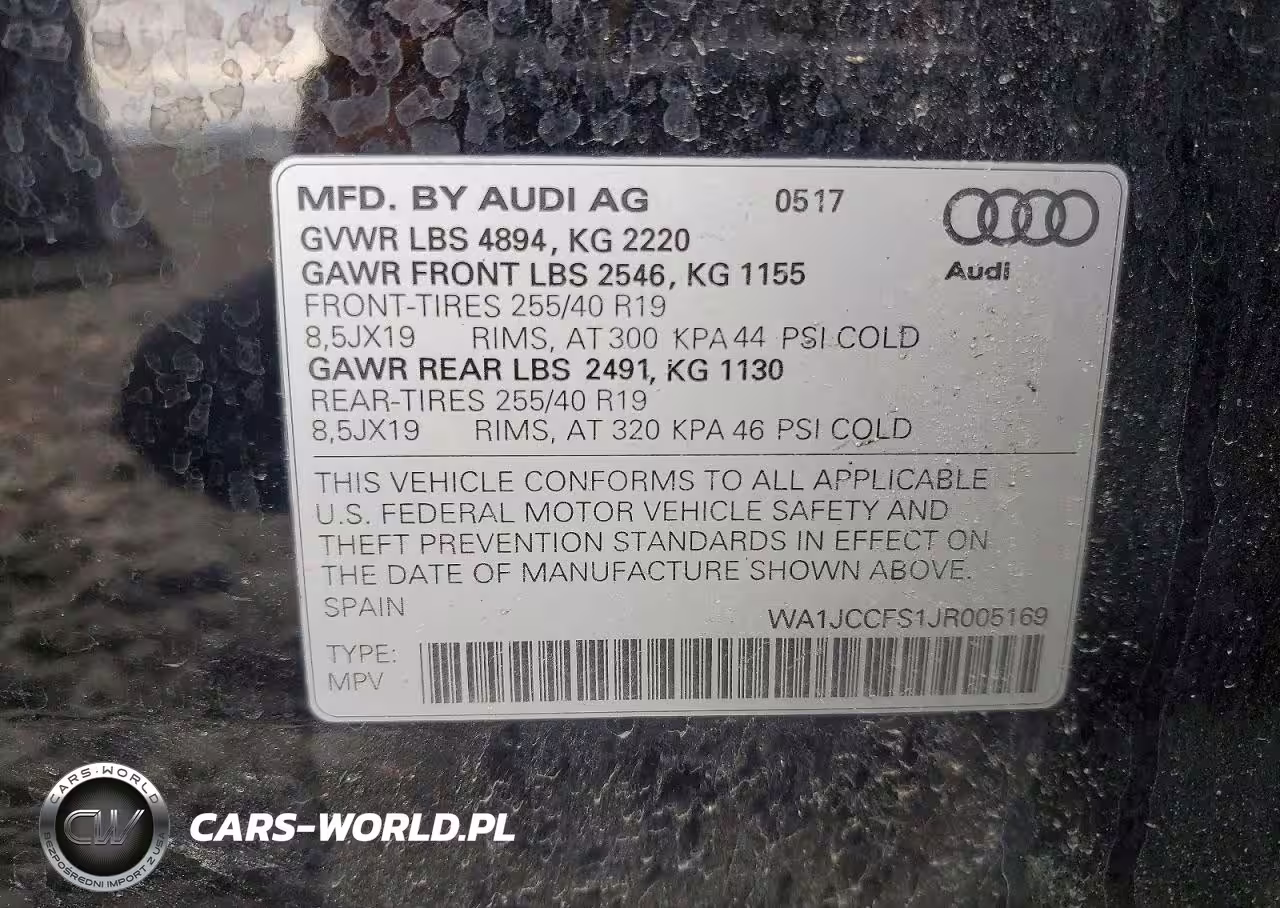 MFD. BY AUDI AG 0517
Audi
GVWR LBS 4894, KG 2220
GAWR FRONT LBS 2546, KG 1155
FRONT-TIRES 255/40 R19
8,5JX19 RIMS, AT 300 KPA 44 PSI COLD
GAWR REAR LBS 2491, KG 1130
REAR-TIRES 255/40 R19
8,5JX19 RIMS, AT 320 KPA 46 PSI COLD
THIS VEHICLE CONFORMS TO ALL APPLICABLE
U.S. FEDERAL MOTOR VEHICLE SAFETY AND
THEFT PREVENTION STANDARDS IN EFFECT ON
THE DATE OF MANUFACTURE SHOWN ABOVE.
SPAIN WA1JCCFS1JR005169
TYPE:
MPV
CARS-WORLD
CW
BEZPOŚREDNI IMPORT Z USA
CARS-WORLD.PL